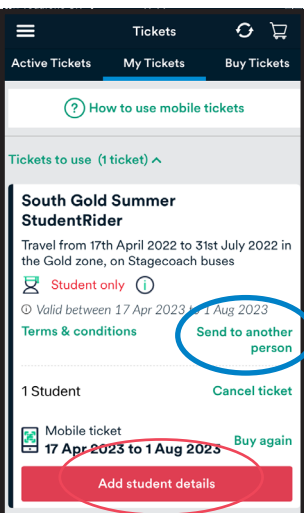 Tickets
Active Tickets My Tickets Buy Tickets
? How to use mobile tickets
Tickets to use (1 ticket)
South Gold Summer
StudentRider
Travel from 17th April 2022 to 31st July 2022 in
the Gold zone, on Stagecoach buses
Student only i
Valid between 17 Apr 2023 to 1 Aug 2023
Terms & conditions Send to another
person
1 Student Cancel ticket
Mobile ticket
17 Apr 2023 to 1 Aug 2023 Buy again
Add student details